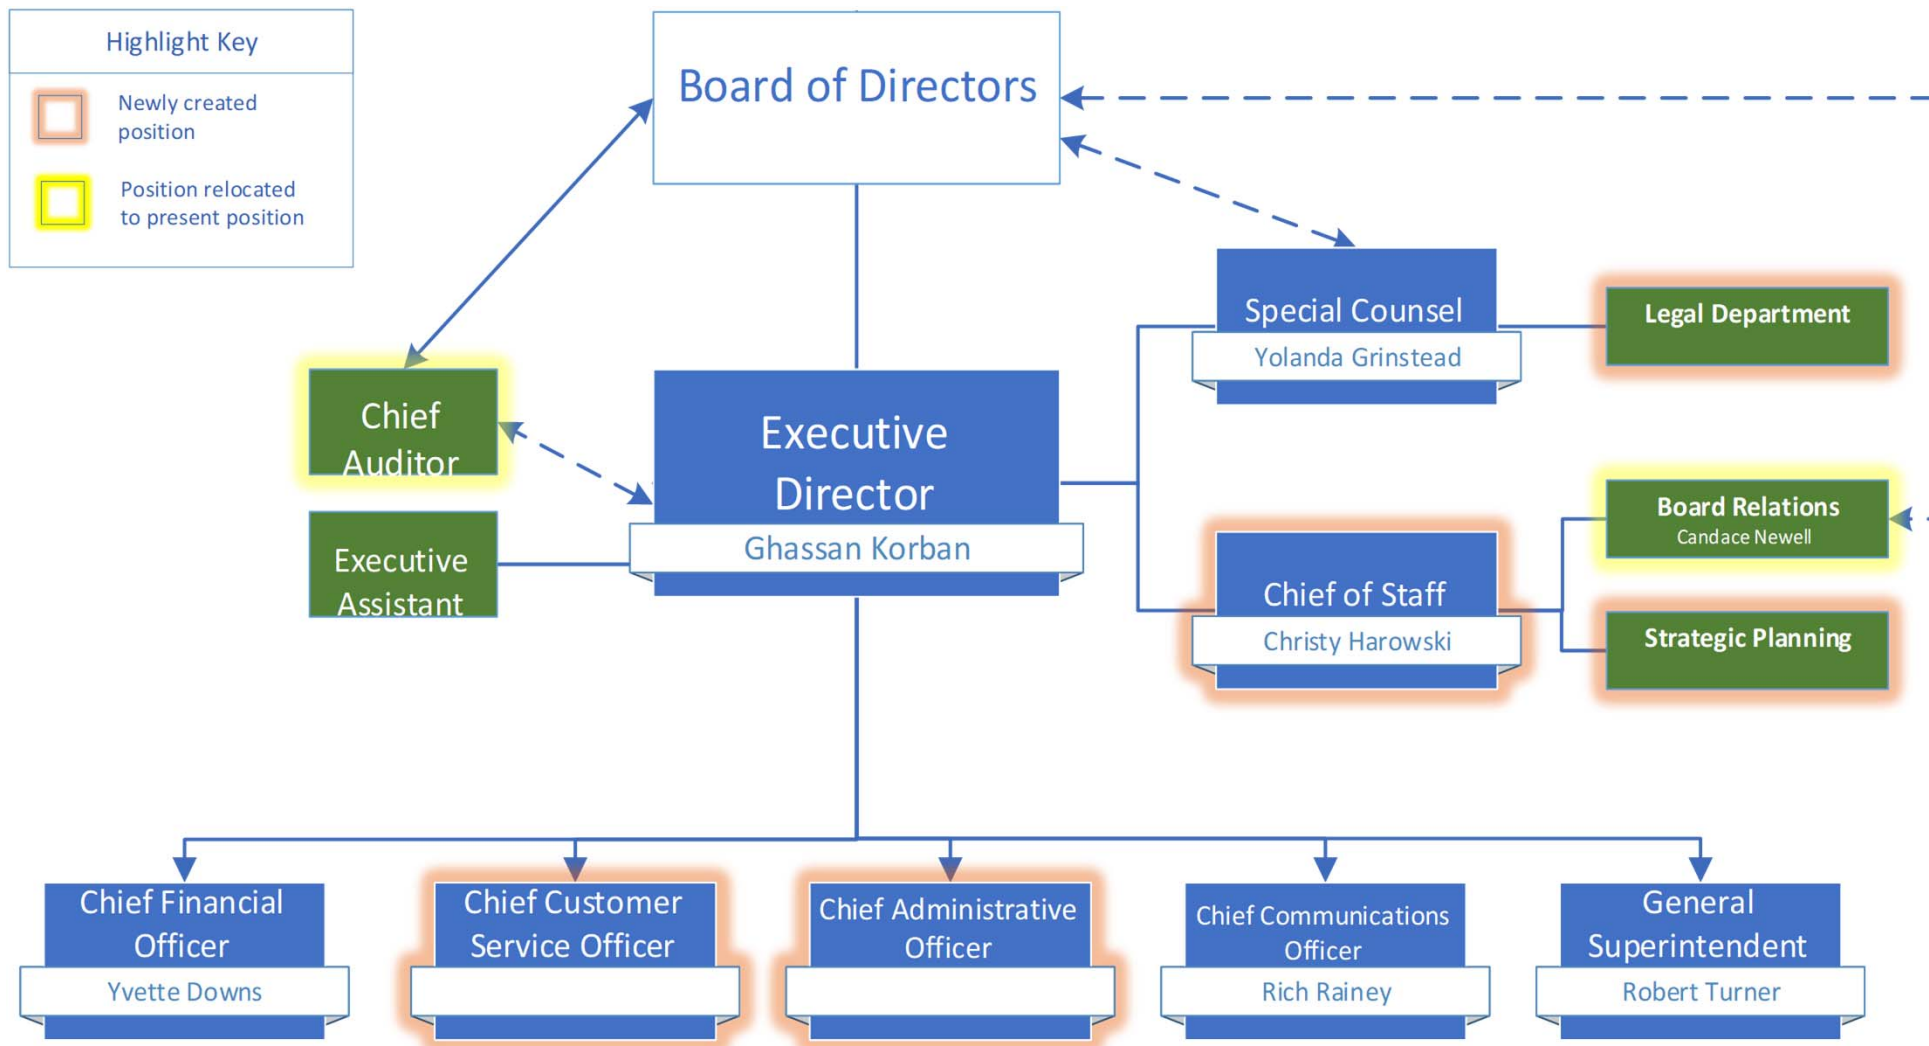 Highlight Key
Newly created
position
Position relocated
to present position
Board of Directors
Special Counsel
Yolanda Grinstead
Legal Department
Chief
Auditor
Executive
Director
Ghassan Korban
Executive
Assistant
Board Relations
Candace Newell
Chief of Staff
Christy Harowski
Strategic Planning
Chief Financial
Officer
Yvette Downs
Chief Customer
Service Officer
Chief Administrative
Officer
Chief Communications
Officer
Rich Rainey
General
Superintendent
Robert Turner